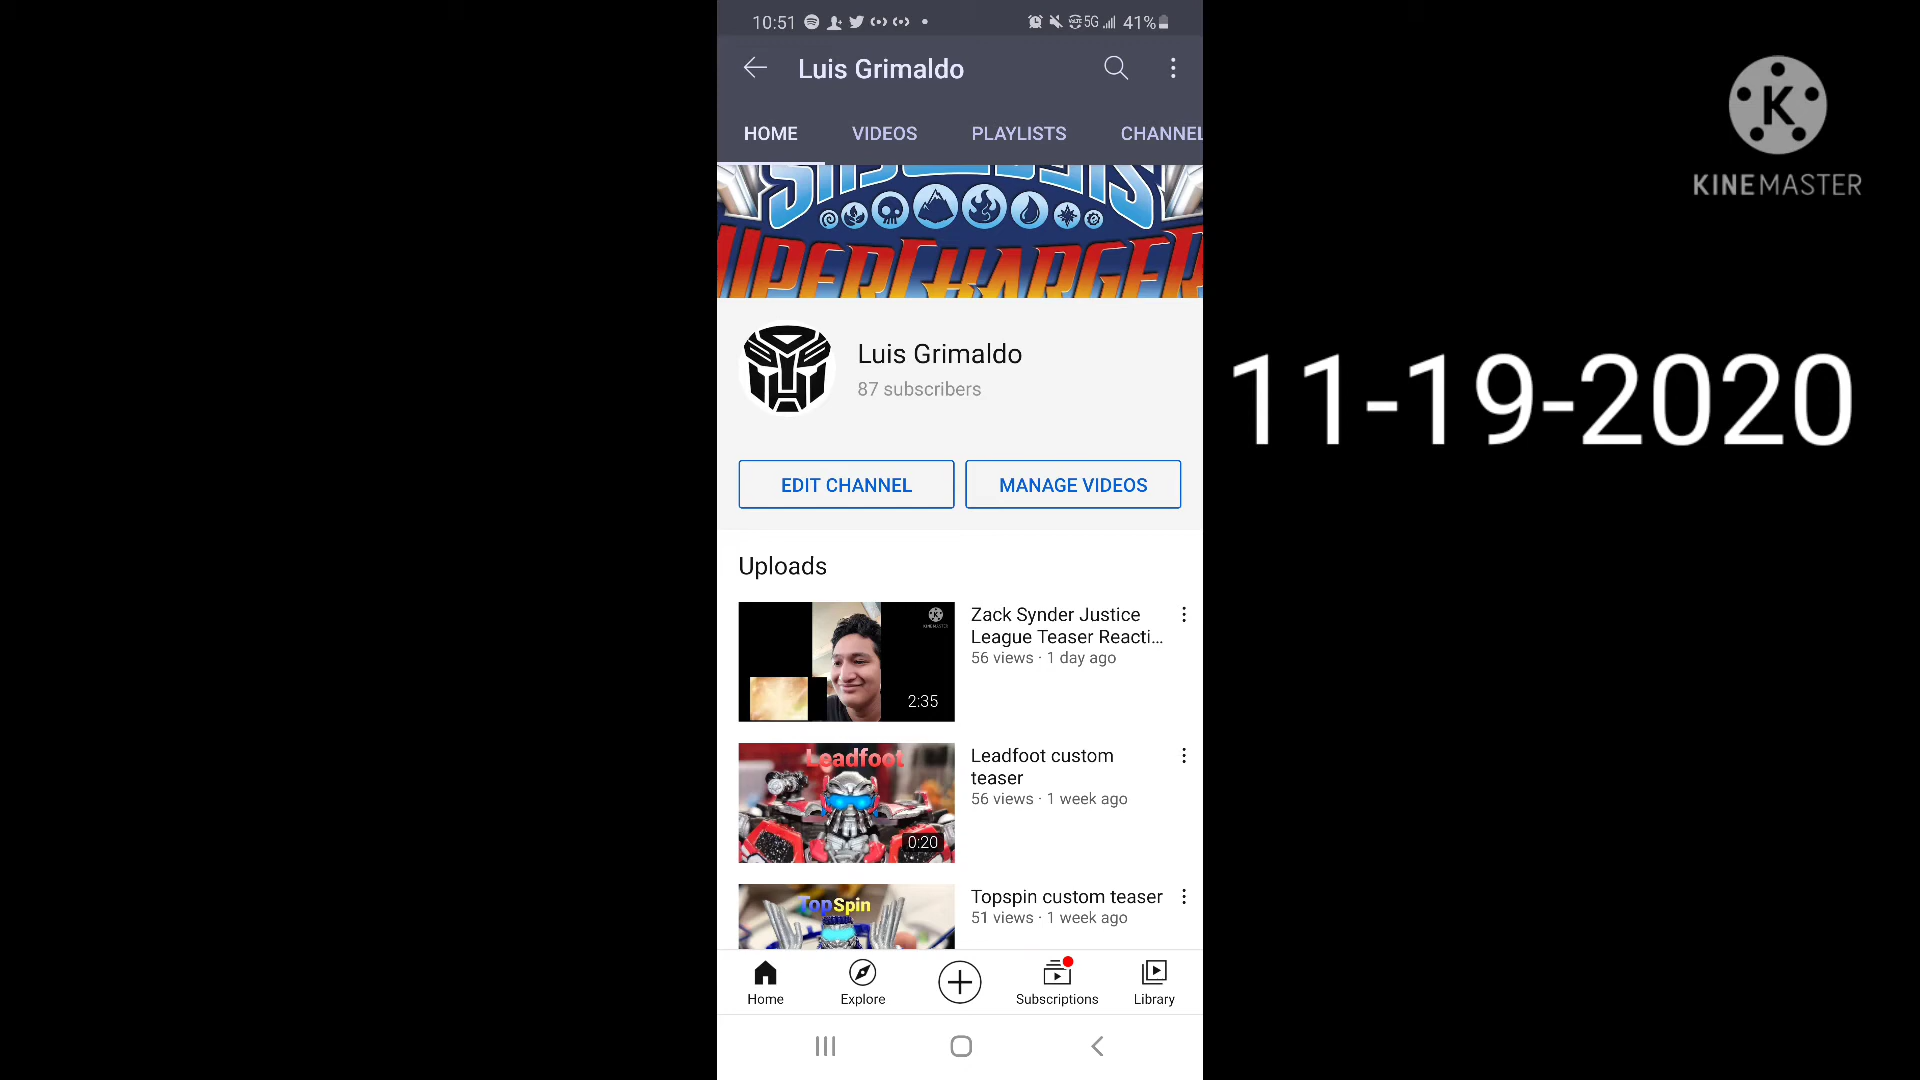 10:51
5G 41%
Luis Grimaldo
HOME VIDEOS PLAYLISTS CHANNEL
SUPERCHARGERS
Luis Grimaldo
87 subscribers
EDIT CHANNEL MANAGE VIDEOS
Uploads
Zack Synder Justice
League Teaser Reacti...
56 views · 1 day ago
KINEMASTER
2:35
Leadfoot custom
teaser
56 views · 1 week ago
Leadfoot
0:20
Topspin custom teaser
51 views · 1 week ago
TopSpin
Home Explore Subscriptions Library
K
KINEMASTER
11-19-2020